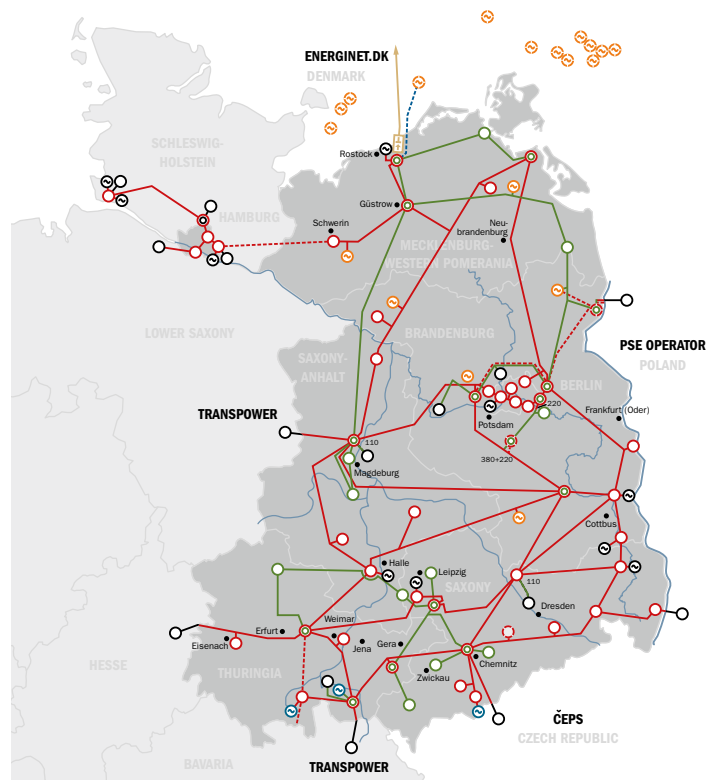 ENERGINET.DK
DENMARK
SCHLESWIG-
HOLSTEIN
Rostock
Güstrow
HAMBURG
Schwerin
Neu-
brandenburg
MECKLENBURG-
WESTERN POMERANIA
LOWER SAXONY
BRANDENBURG
PSE OPERATOR
POLAND
SAXONY-
ANHALT
BERLIN
TRANSPOWER
220
Frankfurt (Oder)
Potsdam
110
380+220
Magdeburg
Cottbus
Halle
Leipzig
SAXONY
110
Dresden
Weimar
Erfurt
Eisenach
Jena
Gera
Chemnitz
Zwickau
HESSE
THURINGIA
ČEPS
CZECH REPUBLIC
BAVARIA
TRANSPOWER